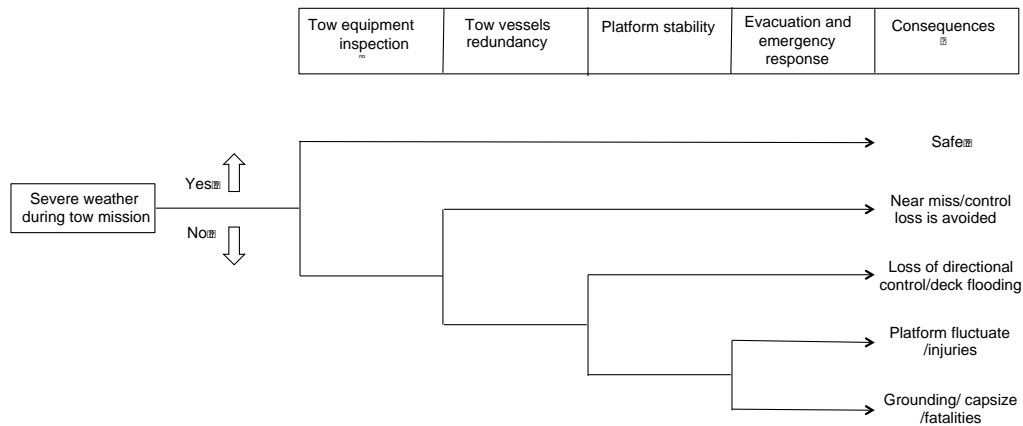 Tow equipment
inspection
Tow vessels
redundancy
Platform stability
Evacuation and
emergency
response
Consequences
Safe
Yes
Severe weather
during tow mission
No
Near miss/control
loss is avoided
Loss of directional
control/deck flooding
Platform fluctuate
/injuries
Grounding/ capsize
/fatalities